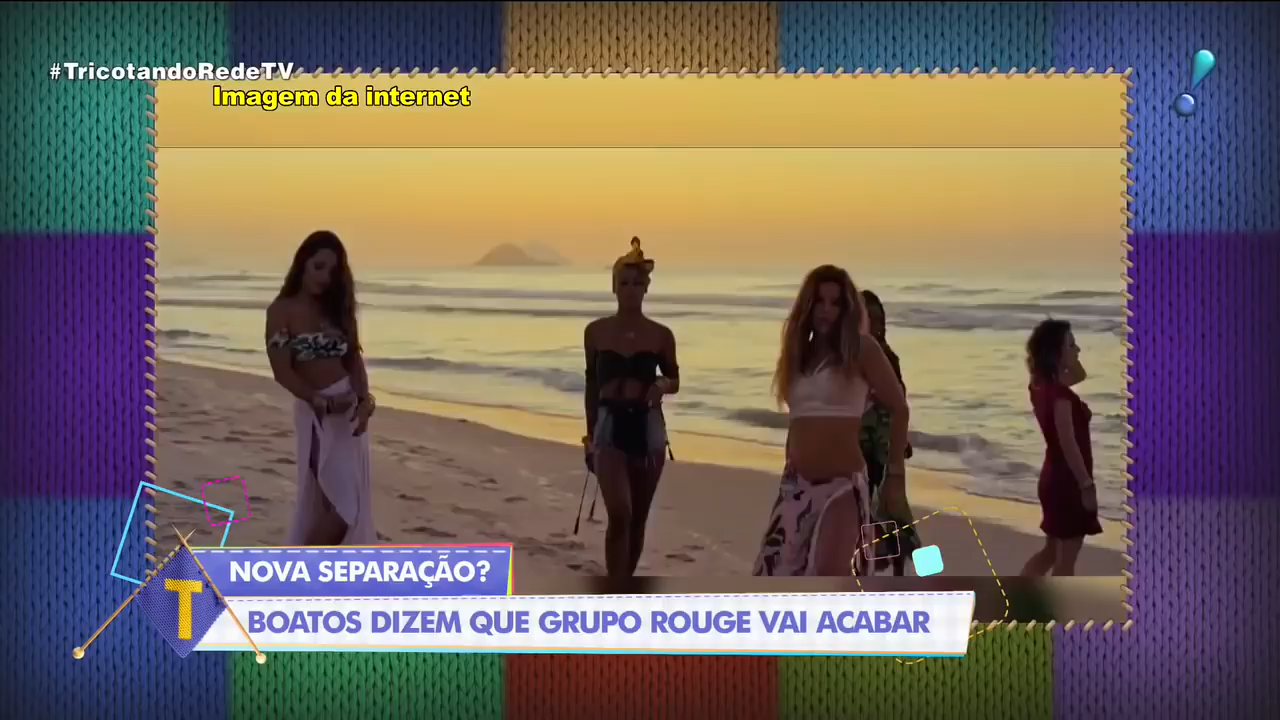 #TricotandoRedeTV
Imagem da internet
NOVA SEPARAÇÃO?
T
BOATOS DIZEM QUE GRUPO ROUGE VAI ACABAR